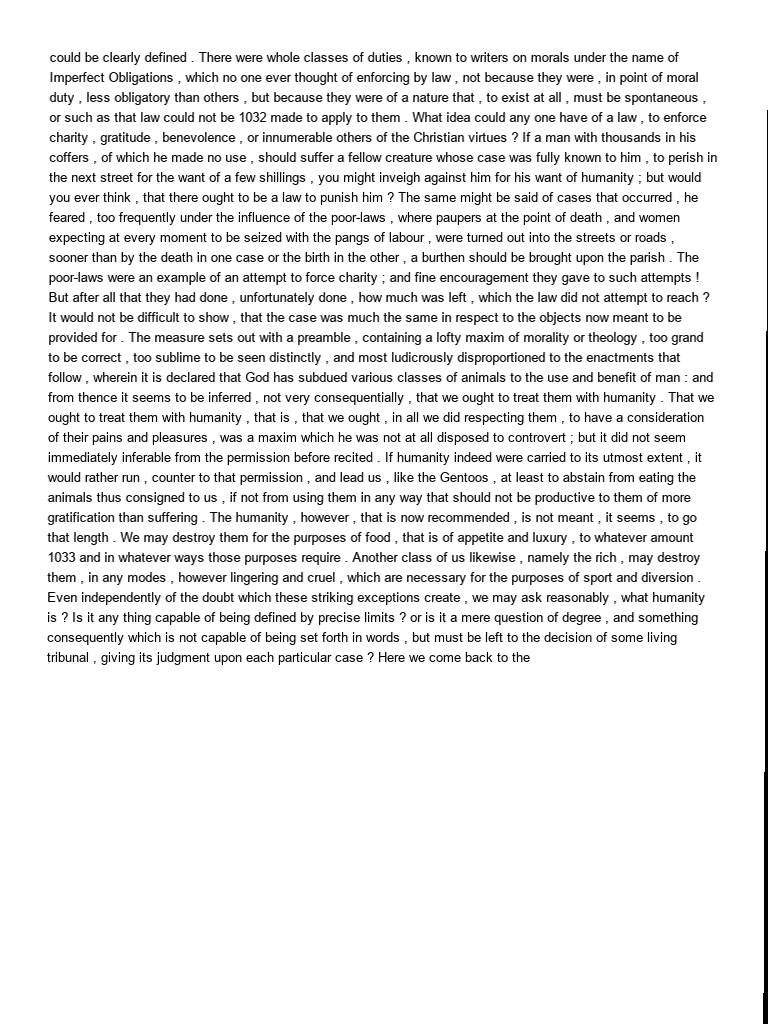 could be clearly defined . There were whole classes of duties , known to writers on morals under the name of
Imperfect Obligations , which no one ever thought of enforcing by law , not because they were , in point of moral
duty , less obligatory than others , but because they were of a nature that , to exist at all , must be spontaneous ,
or such as that law could not be 1032 made to apply to them . What idea could any one have of a law , to enforce
charity , gratitude , benevolence , or innumerable others of the Christian virtues ? If a man with thousands in his
coffers , of which he made no use , should suffer a fellow creature whose case was fully known to him , to perish in
the next street for the want of a few shillings , you might inveigh against him for his want of humanity ; but would
you ever think , that there ought to be a law to punish him ? The same might be said of cases that occurred , he
feared , too frequently under the influence of the poor-laws , where paupers at the point of death , and women
expecting at every moment to be seized with the pangs of labour , were turned out into the streets or roads ,
sooner than by the death in one case or the birth in the other , a burthen should be brought upon the parish . The
poor-laws were an example of an attempt to force charity ; and fine encouragement they gave to such attempts !
But after all that they had done , unfortunately done , how much was left , which the law did not attempt to reach ?
It would not be difficult to show , that the case was much the same in respect to the objects now meant to be
provided for . The measure sets out with a preamble , containing a lofty maxim of morality or theology , too grand
to be correct , too sublime to be seen distinctly , and most ludicrously disproportioned to the enactments that
follow , wherein it is declared that God has subdued various classes of animals to the use and benefit of man : and
from thence it seems to be inferred , not very consequentially , that we ought to treat them with humanity . That we
ought to treat them with humanity , that is , that we ought , in all we did respecting them , to have a consideration
of their pains and pleasures , was a maxim which he was not at all disposed to controvert ; but it did not seem
immediately inferable from the permission before recited . If humanity indeed were carried to its utmost extent , it
would rather run , counter to that permission , and lead us , like the Gentoos , at least to abstain from eating the
animals thus consigned to us , if not from using them in any way that should not be productive to them of more
gratification than suffering . The humanity , however , that is now recommended , is not meant , it seems , to go
that length . We may destroy them for the purposes of food , that is of appetite and luxury , to whatever amount
1033 and in whatever ways those purposes require . Another class of us likewise , namely the rich , may destroy
them , in any modes , however lingering and cruel , which are necessary for the purposes of sport and diversion .
Even independently of the doubt which these striking exceptions create , we may ask reasonably , what humanity
is ? Is it any thing capable of being defined by precise limits ? or is it a mere question of degree , and something
consequently which is not capable of being set forth in words , but must be left to the decision of some living
tribunal , giving its judgment upon each particular case ? Here we come back to the